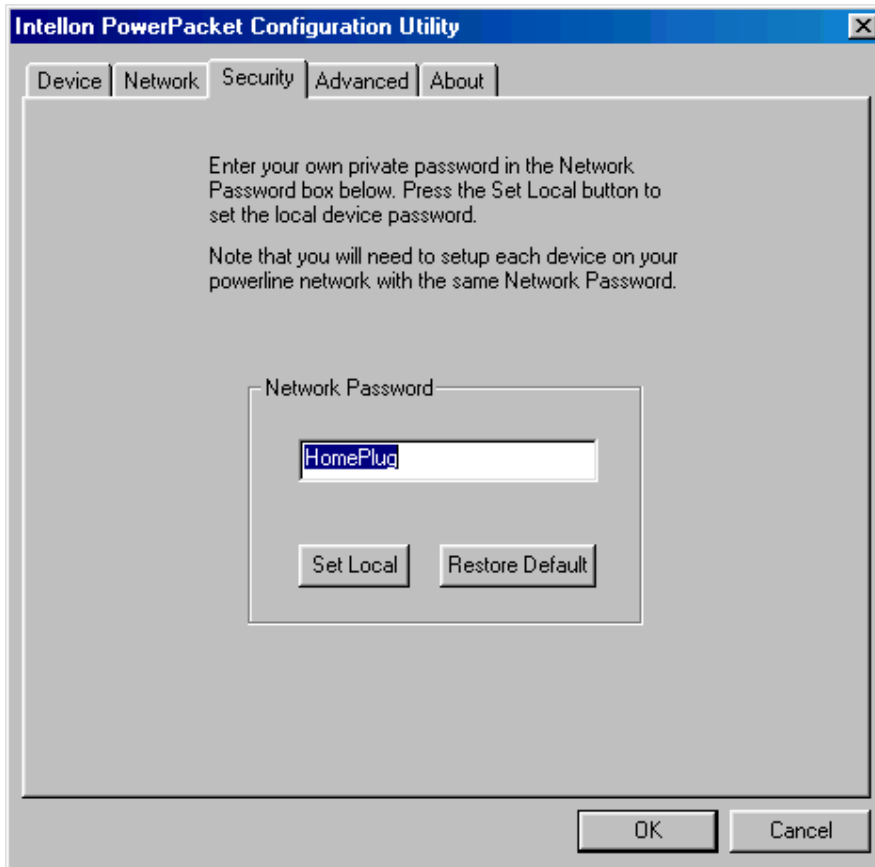 Intellon PowerPacket Configuration Utility
Device Network Security Advanced About
Enter your own private password in the Network
Password box below. Press the Set Local button to
set the local device password.
Note that you will need to setup each device on your
powerline network with the same Network Password.
Network Password
HomePlug
Set Local Restore Default
OK Cancel